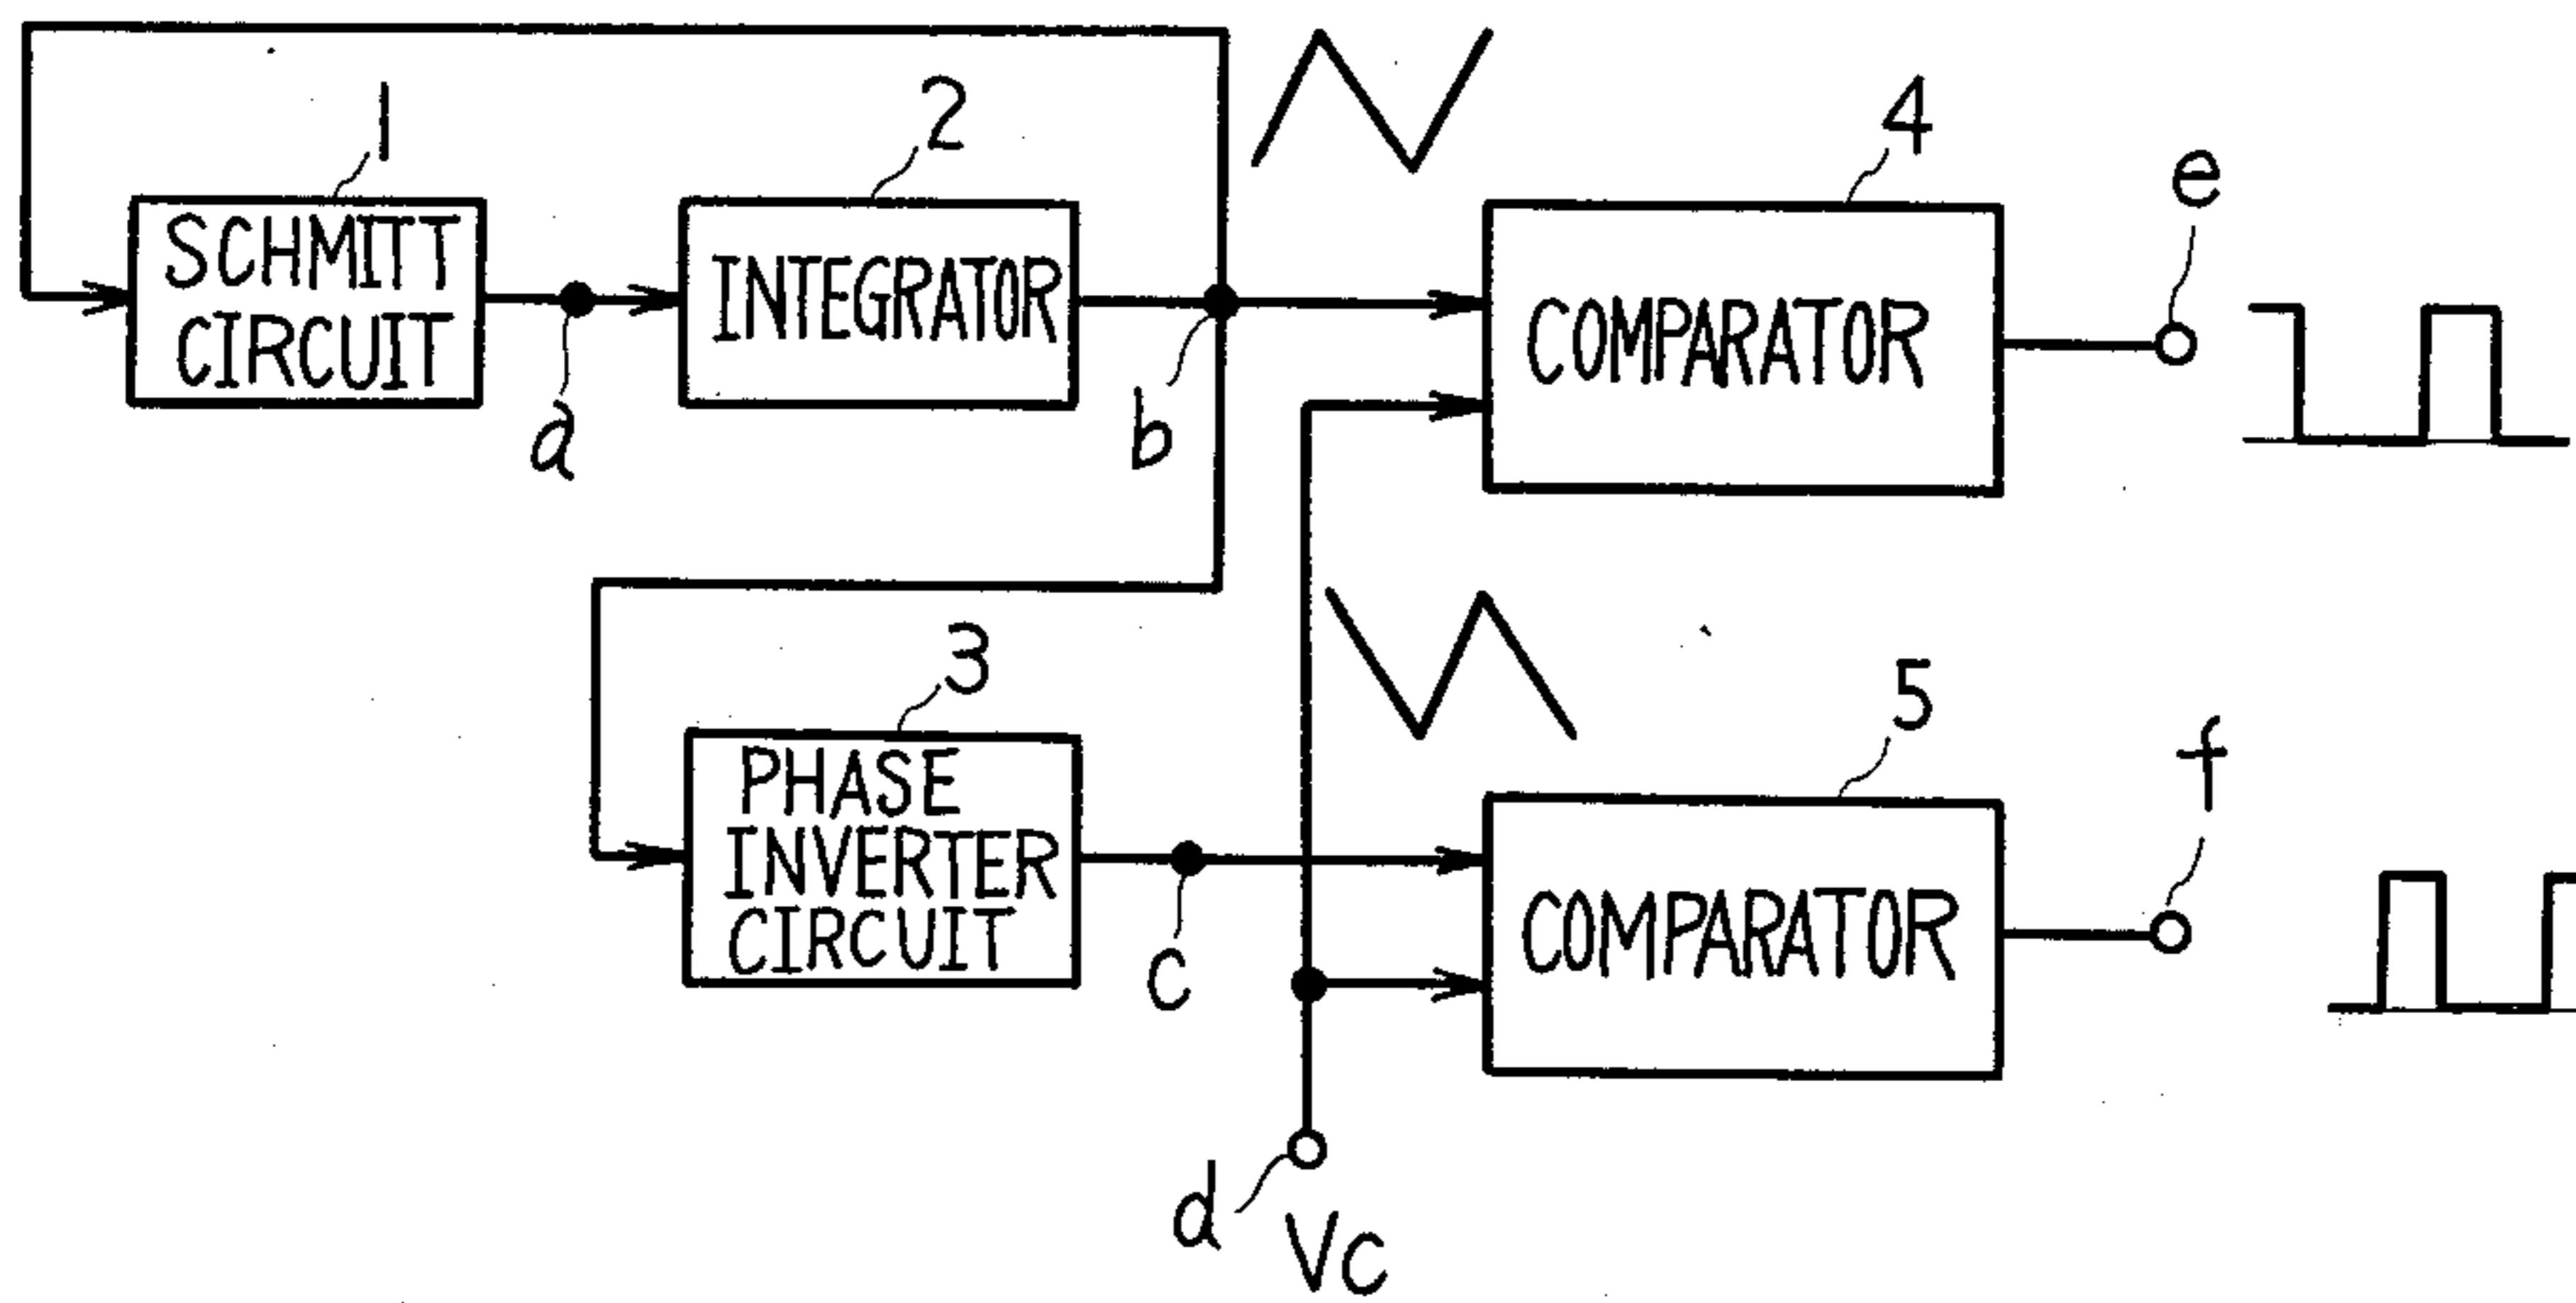 1
2
4
e
SCHMITT
CIRCUIT
INTEGRATOR
COMPARATOR
a
b
3
5
f
PHASE
INVERTER
CIRCUIT
COMPARATOR
c
d
Vc